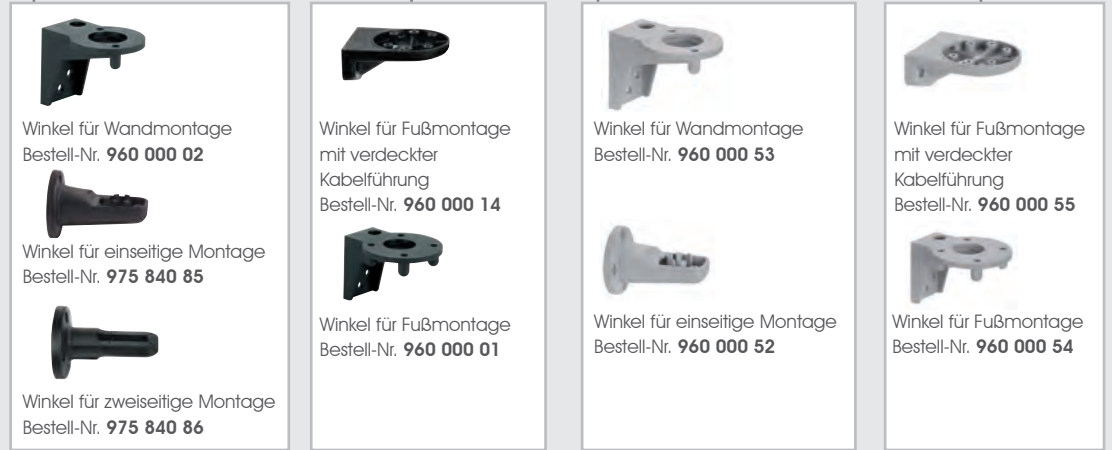 Winkel für Wandmontage
Bestell-Nr. 960 000 02
Winkel für einseitige Montage
Bestell-Nr. 975 840 85
Winkel für zweiseitige Montage
Bestell-Nr. 975 840 86
Winkel für Fußmontage
mit verdeckter
Kabelführung
Bestell-Nr. 960 000 14
Winkel für Fußmontage
Bestell-Nr. 960 000 01
Winkel für Wandmontage
Bestell-Nr. 960 000 53
Winkel für einseitige Montage
Bestell-Nr. 960 000 52
Winkel für Fußmontage
mit verdeckter
Kabelführung
Bestell-Nr. 960 000 55
Winkel für Fußmontage
Bestell-Nr. 960 000 54